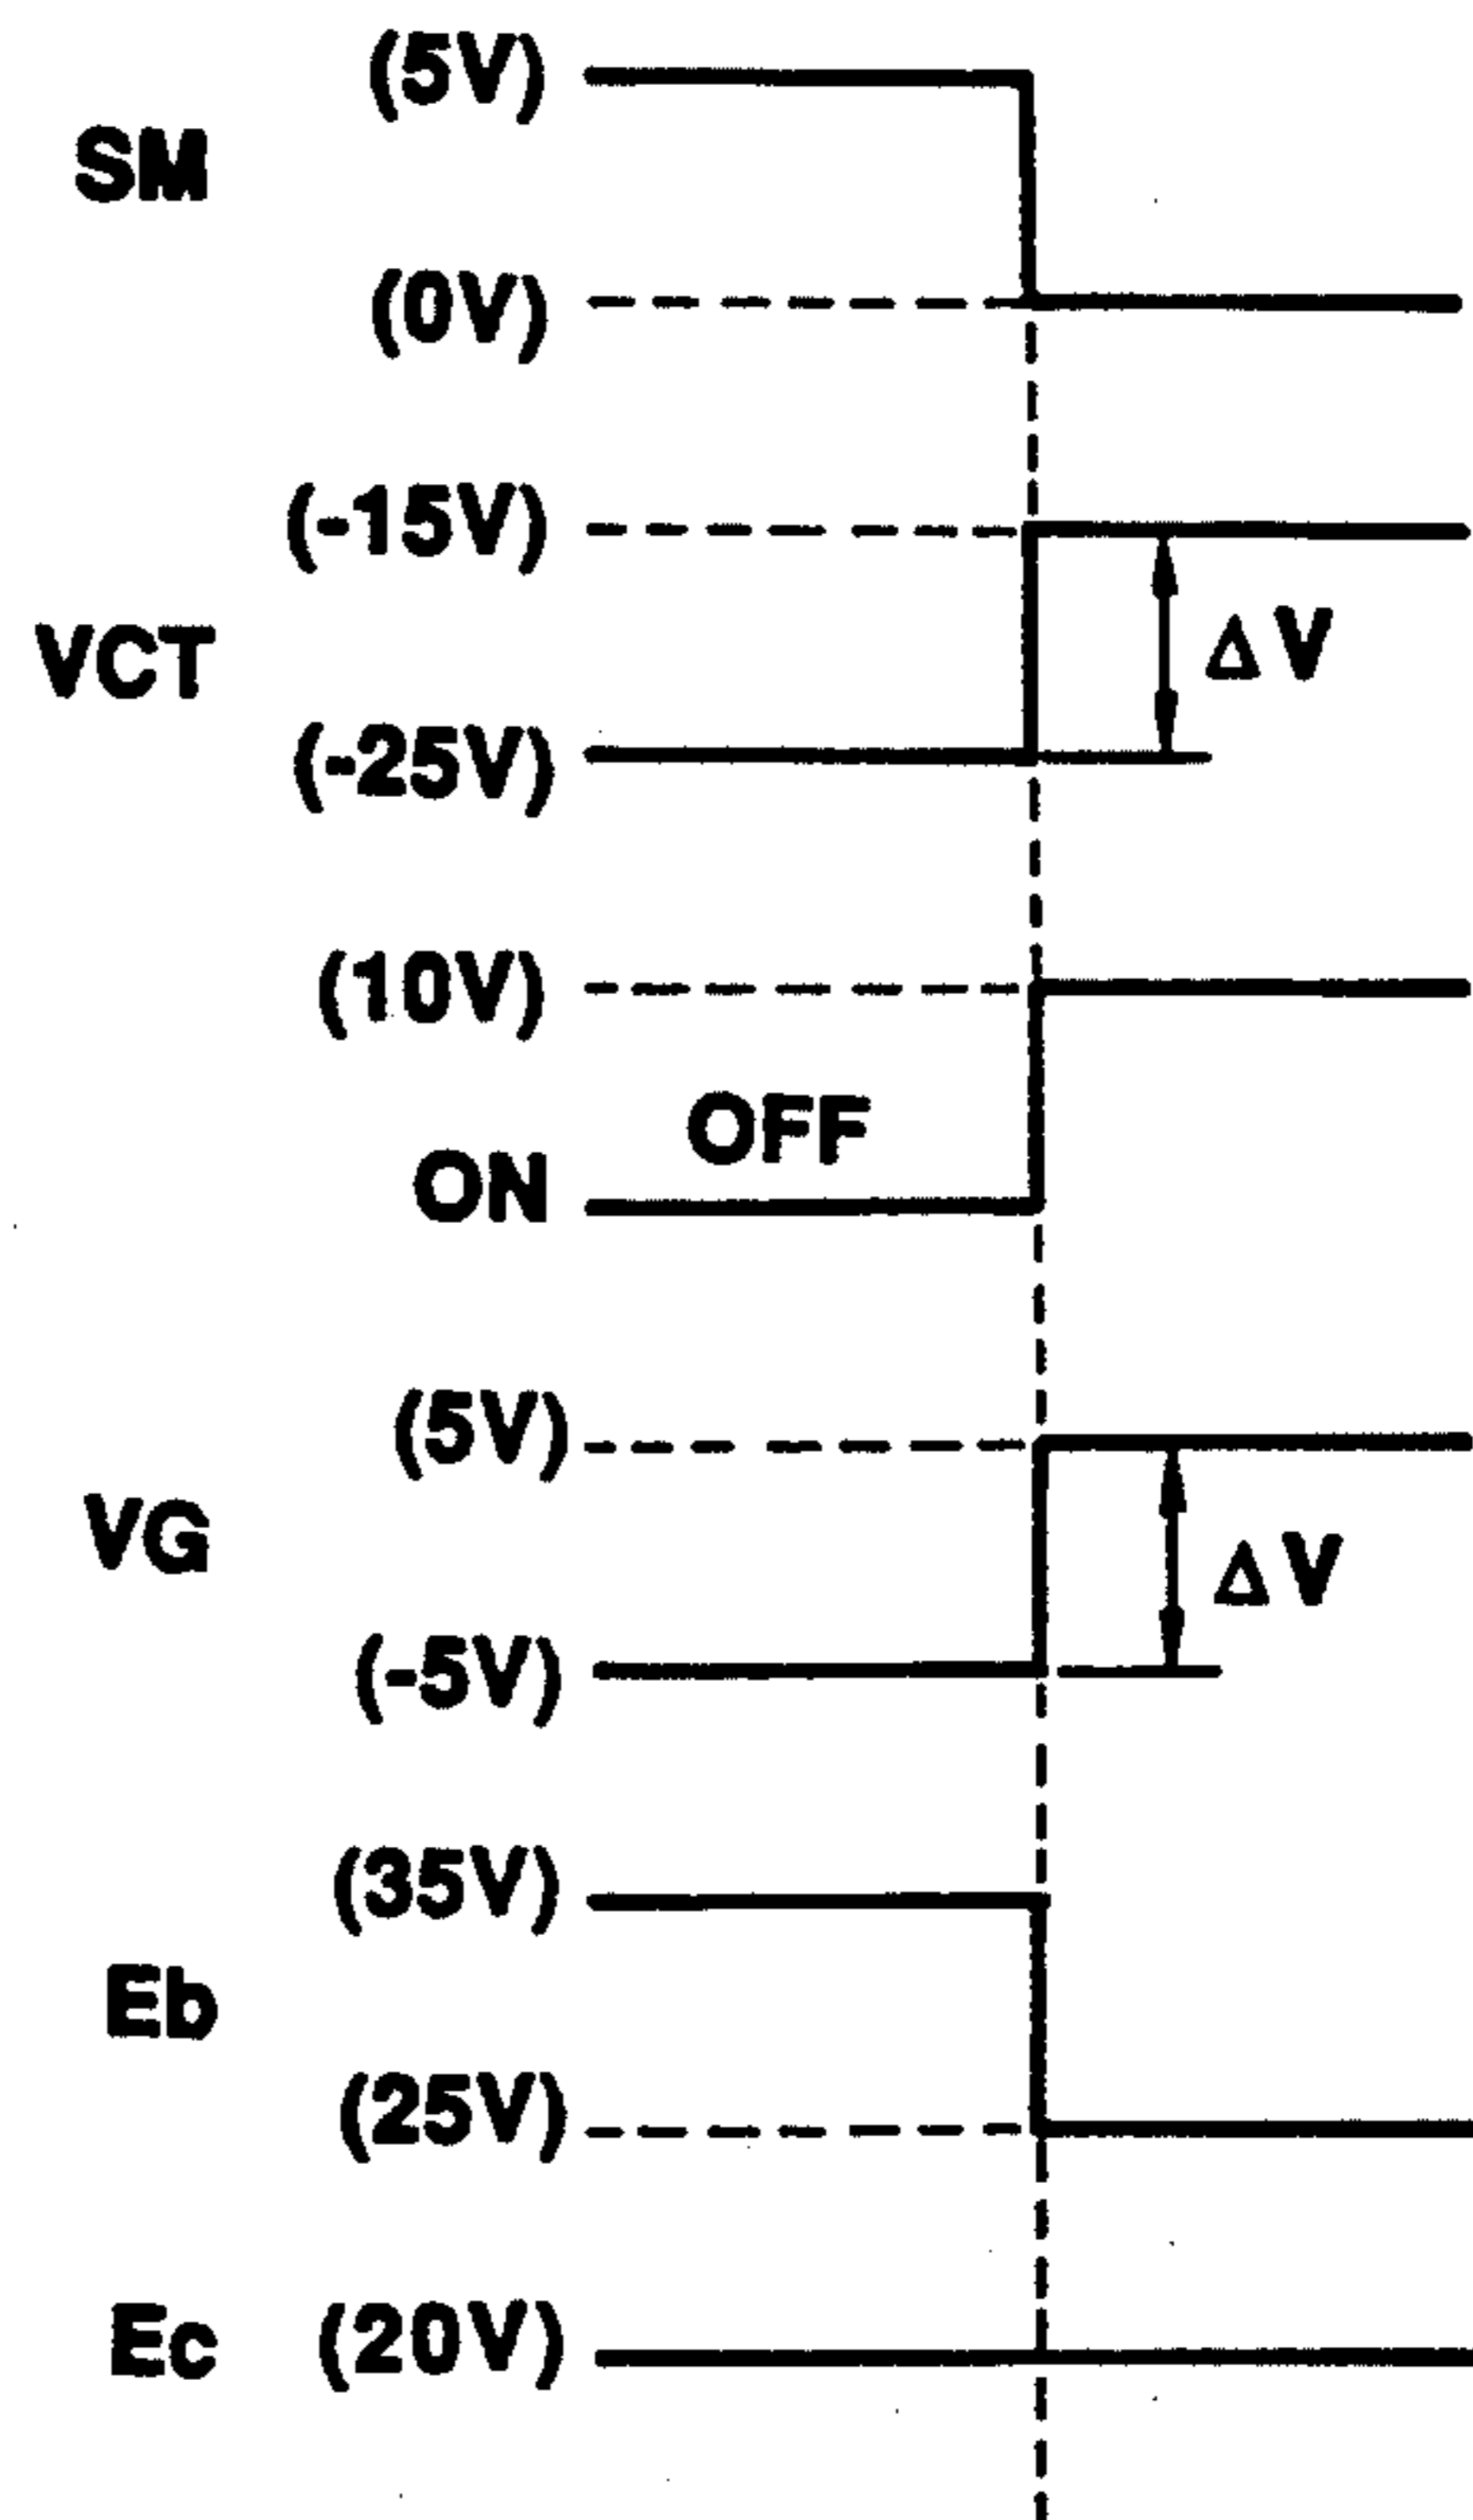 (5V)
SM
(0V)
(-15V)
VCT
ΔV
(-25V)
(10V)
OFF
ON
(5V)
VG
ΔV
(-5V)
(35V)
Eb
(25V)
Ec (20V)